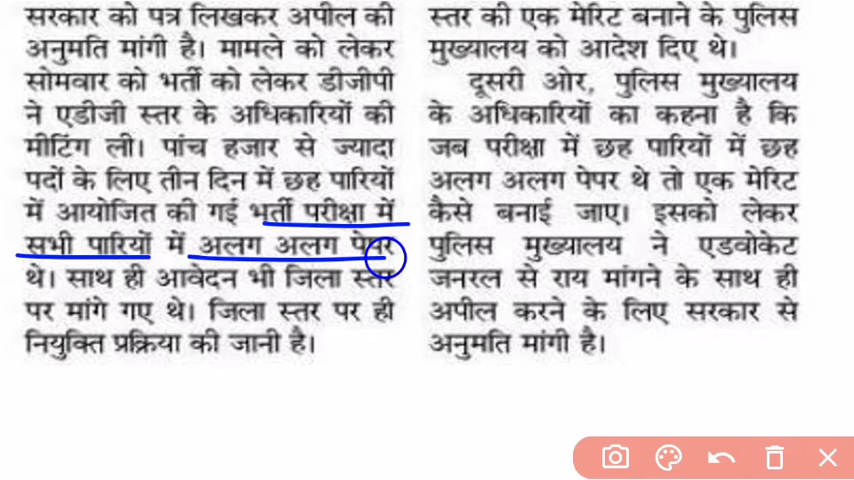 सरकार को पत्र लिखकर अपील की
अनुमति मांगी है। मामले को लेकर
सोमवार को भर्ती को लेकर डीजीपी
ने एडीजी स्तर के अधिकारियों की
मीटिंग ली। पांच हजार से ज्यादा
पदों के लिए तीन दिन में छह पारियों
में आयोजित की गई भर्ती परीक्षा में
सभी पारियों में अलग अलग पेपर
थे। साथ ही आवेदन भी जिला स्तर
पर मांगे गए थे। जिला स्तर पर ही
नियुक्ति प्रक्रिया की जानी है।
स्तर की एक मेरिट बनाने के पुलिस
मुख्यालय को आदेश दिए थे।
दूसरी ओर, पुलिस मुख्यालय
के अधिकारियों का कहना है कि
जब परीक्षा में छह पारियों में छह
अलग अलग पेपर थे तो एक मेरिट
कैसे बनाई जाए। इसको लेकर
पुलिस मुख्यालय ने एडवोकेट
जनरल से राय मांगने के साथ ही
अपील करने के लिए सरकार से
अनुमति मांगी है।